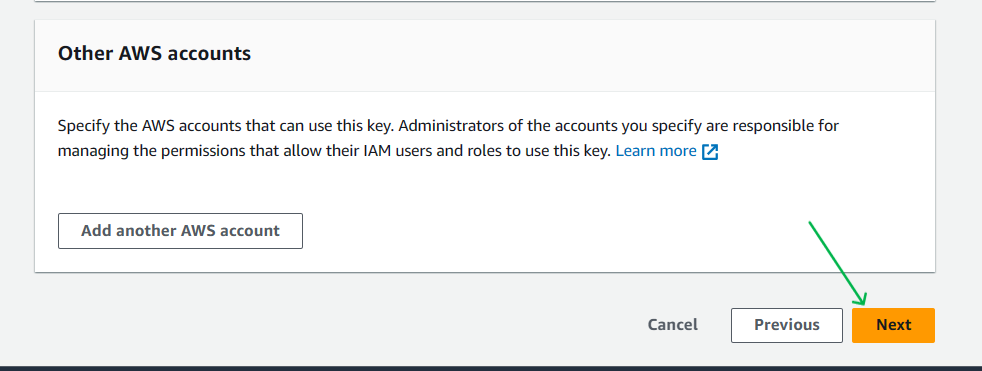 Other AWS accounts
Specify the AWS accounts that can use this key. Administrators of the accounts you specify are responsible for
managing the permissions that allow their IAM users and roles to use this key. Learn more
Add another AWS account
Cancel Previous Next